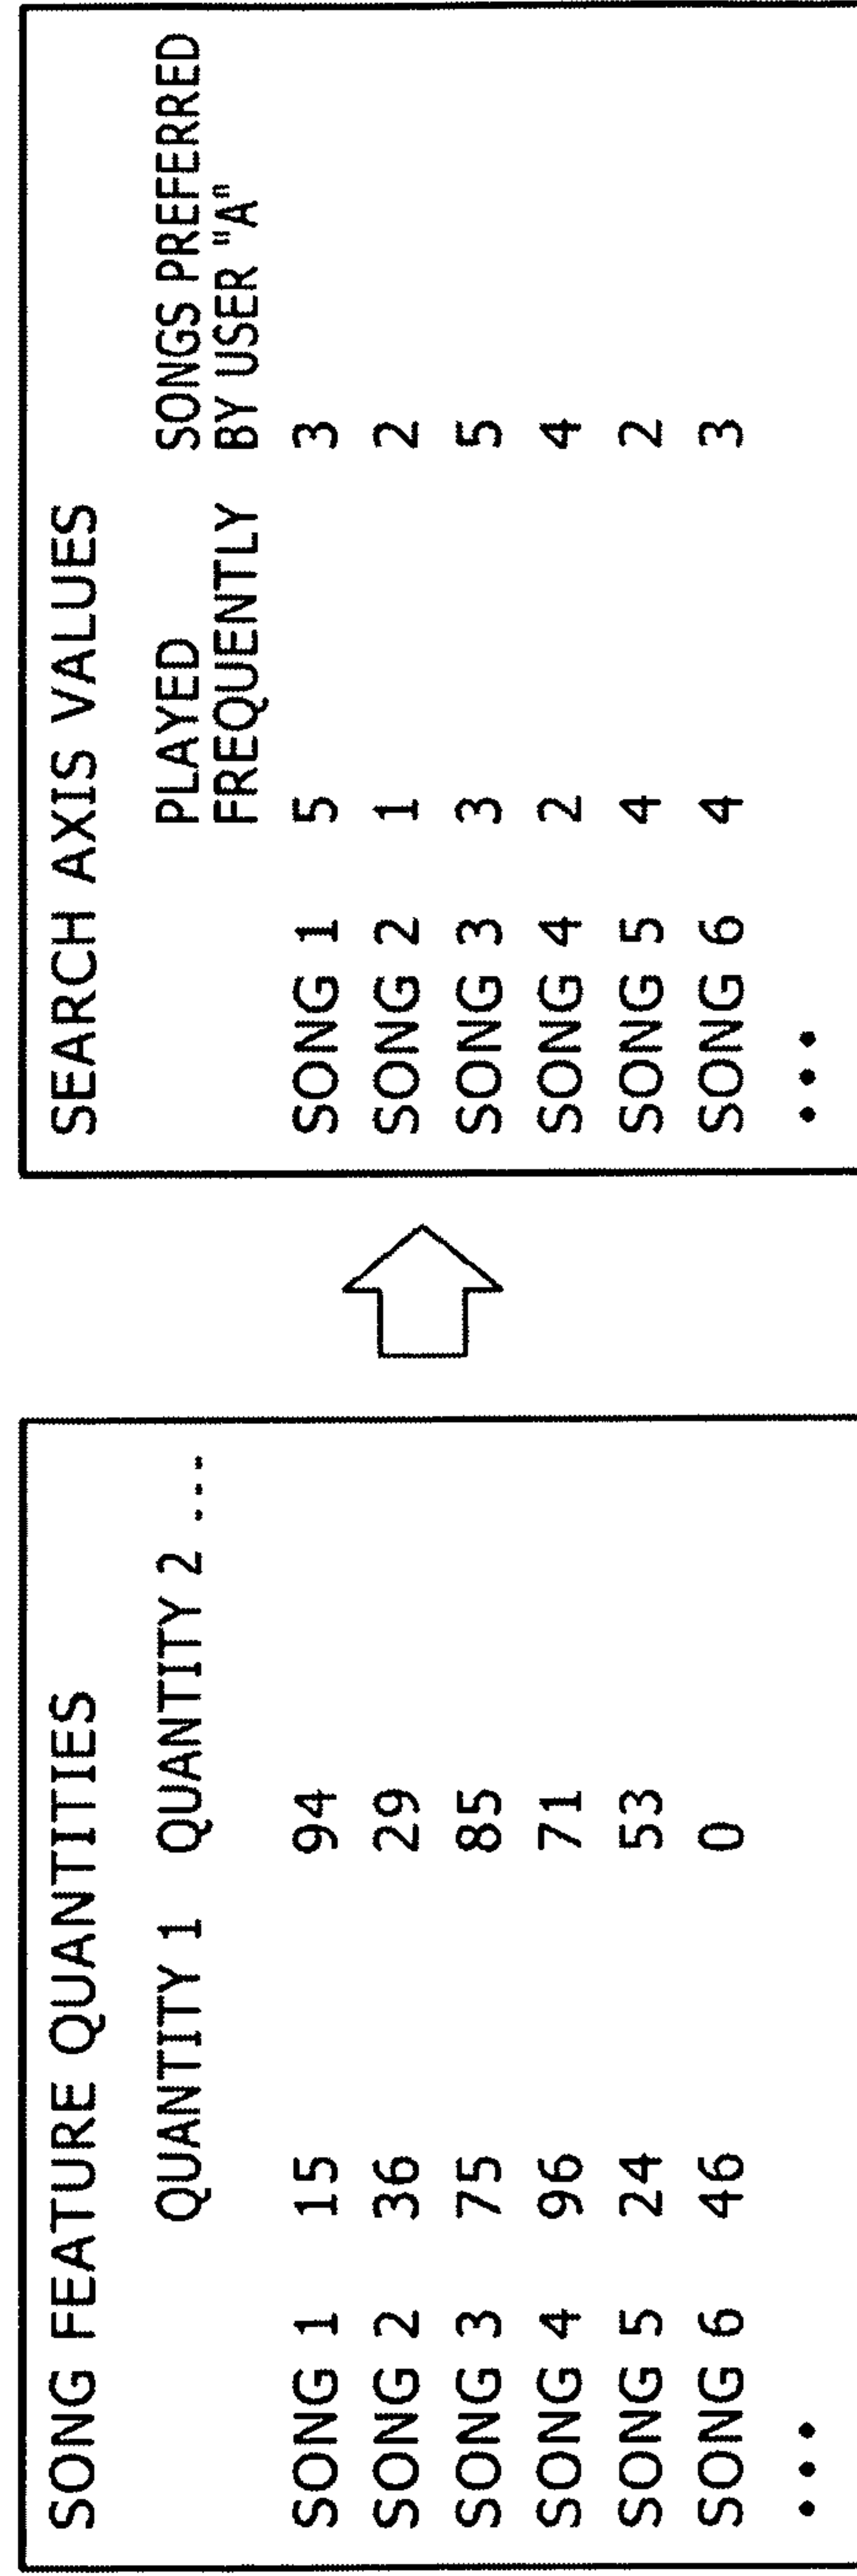 SONG FEATURE QUANTITIES
QUANTITY 1 QUANTITY 2 ...
SONG 1 15 94
SONG 2 36 29
SONG 3 75 85
SONG 4 96 71
SONG 5 24 53
SONG 6 46 0
•••
SEARCH AXIS VALUES
PLAYED SONGS PREFERRED
FREQUENTLY BY USER "A"
SONG 1 5 3
SONG 2 1 2
SONG 3 3 5
SONG 4 2 4
SONG 5 4 2
SONG 6 4 3
•••